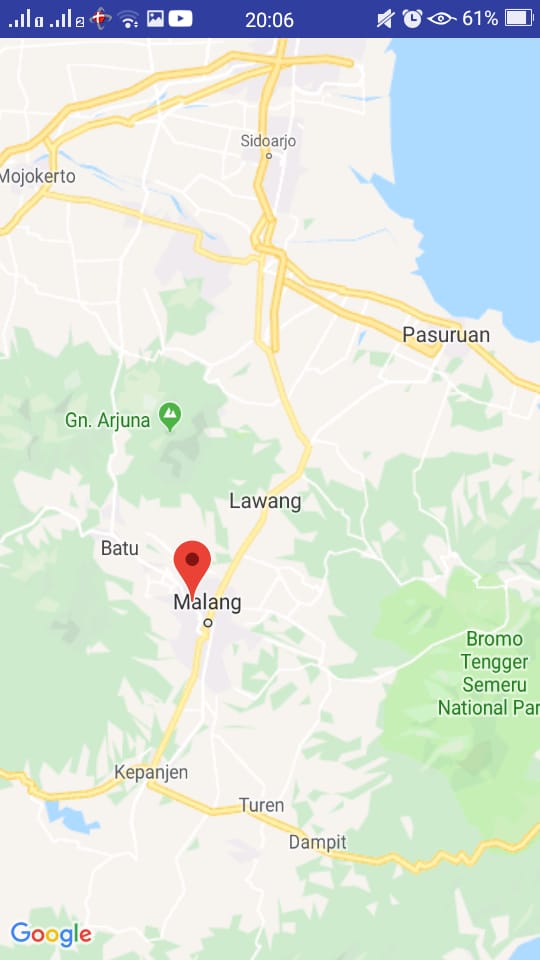 20:06
61%
Sidoarjo
Mojokerto
Pasuruan
Gn. Arjuna
Lawang
Batu
Malang
Bromo
Tengger
Semeru
National Par
Kepanjen
Turen
Dampit
Google